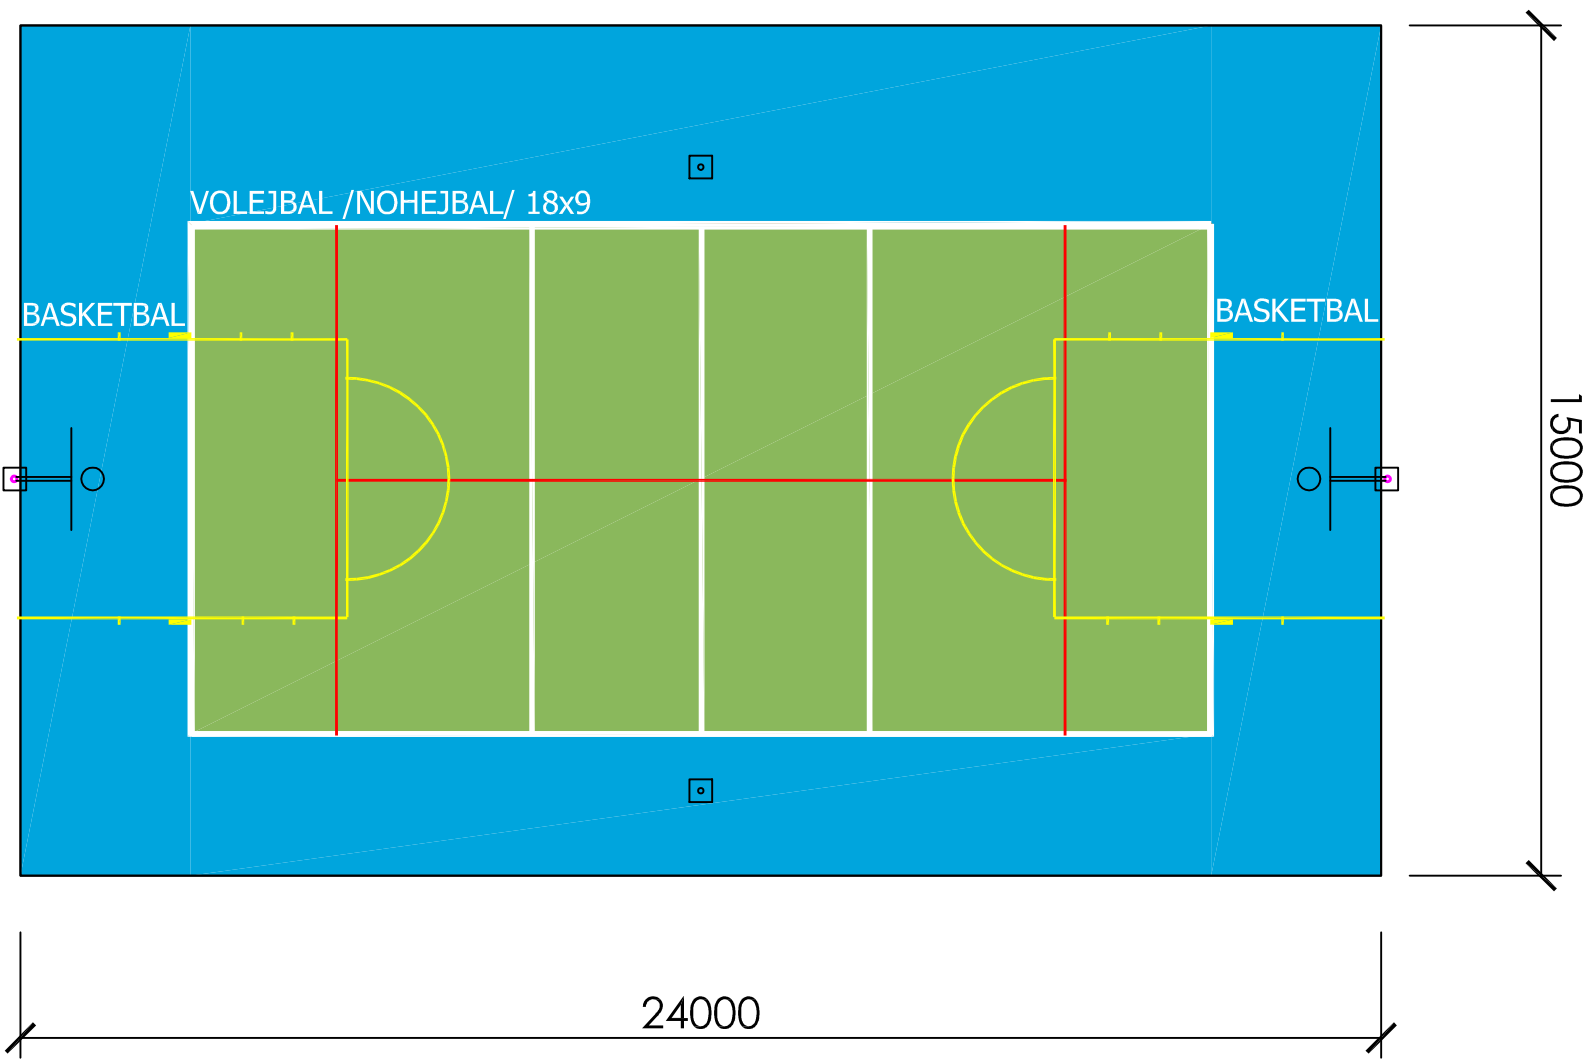 VOLEJBAL /NOHEJBAL/ 18x9
BASKETBAL
BASKETBAL
15000
24000